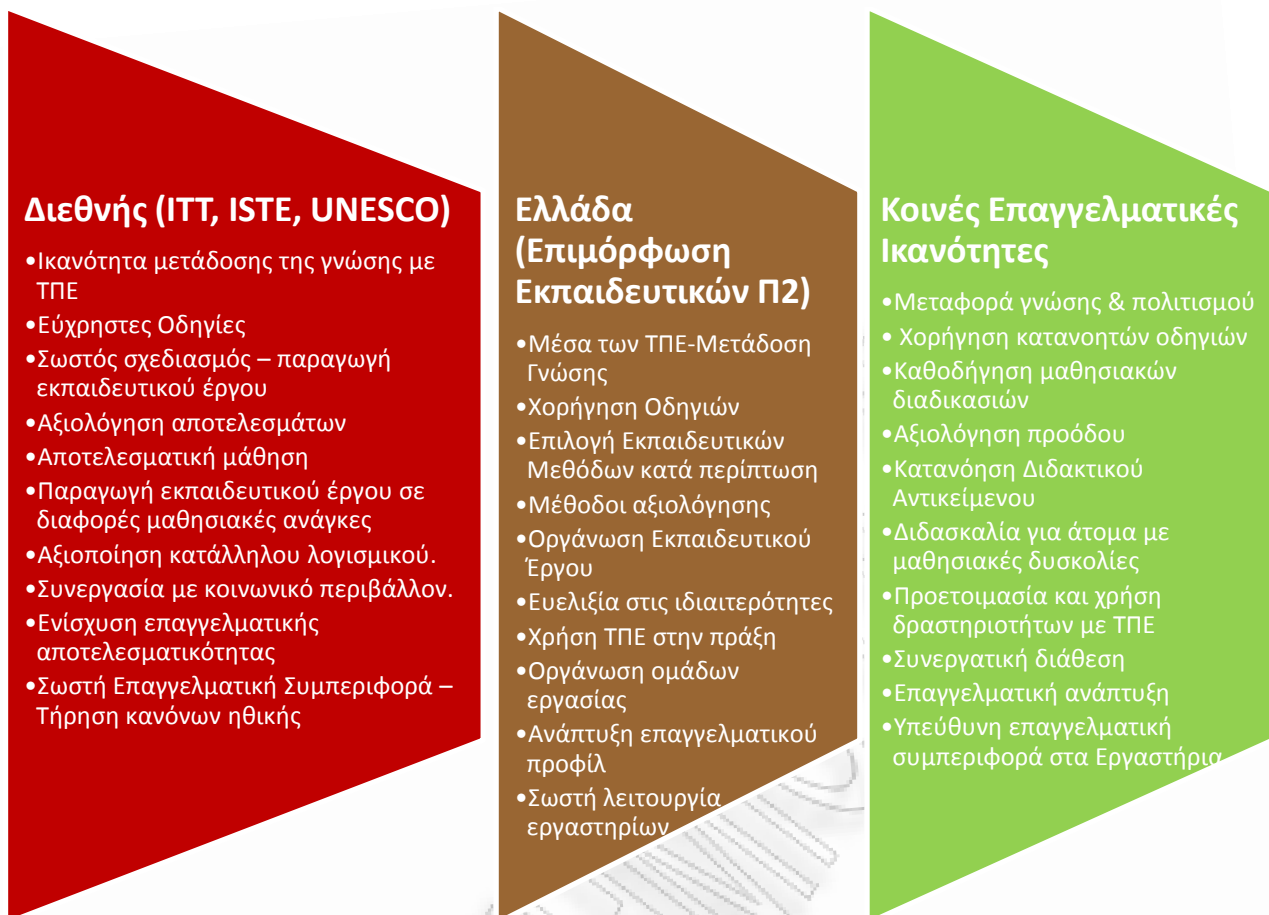 Διεθνής (ITT, ISTE, UNESCO)
•Ικανότητα μετάδοσης της γνώσης με
ΤΠΕ
•Εύχρηστες Οδηγίες
•Σωστός σχεδιασμός – παραγωγή
εκπαιδευτικού έργου
•Αξιολόγηση αποτελεσμάτων
•Αποτελεσματική μάθηση
•Παραγωγή εκπαιδευτικού έργου σε
διαφορές μαθησιακές ανάγκες
•Αξιοποίηση κατάλληλου λογισμικού.
•Συνεργασία με κοινωνικό περιβάλλον.
•Ενίσχυση επαγγελματικής
αποτελεσματικότητας
•Σωστή Επαγγελματική Συμπεριφορά –
Τήρηση κανόνων ηθικής
Ελλάδα
(Επιμόρφωση
Εκπαιδευτικών Π2)
•Μέσα των ΤΠΕ-Μετάδοση
Γνώσης
•Χορήγηση Οδηγιών
•Επιλογή Εκπαιδευτικών
Μεθόδων κατά περίπτωση
•Μέθοδοι αξιολόγησης
•Οργάνωση Εκπαιδευτικού
Έργου
•Ευελιξία στις ιδιαιτερότητες
•Χρήση ΤΠΕ στην πράξη
•Οργάνωση ομάδων
εργασίας
•Ανάπτυξη επαγγελματικού
προφίλ
•Σωστή λειτουργία
εργαστηρίων
Κοινές Επαγγελματικές
Ικανότητες
•Μεταφορά γνώσης & πολιτισμού
• Χορήγηση κατανοητών οδηγιών
•Καθοδήγηση μαθησιακών
διαδικασιών
•Αξιολόγηση προόδου
•Κατανόηση Διδακτικού
Αντικείμενου
•Διδασκαλία για άτομα με
μαθησιακές δυσκολίες
•Προετοιμασία και χρήση
δραστηριοτήτων με ΤΠΕ
•Συνεργατική διάθεση
•Επαγγελματική ανάπτυξη
•Υπεύθυνη επαγγελματική
συμπεριφορά στα Εργαστήρια